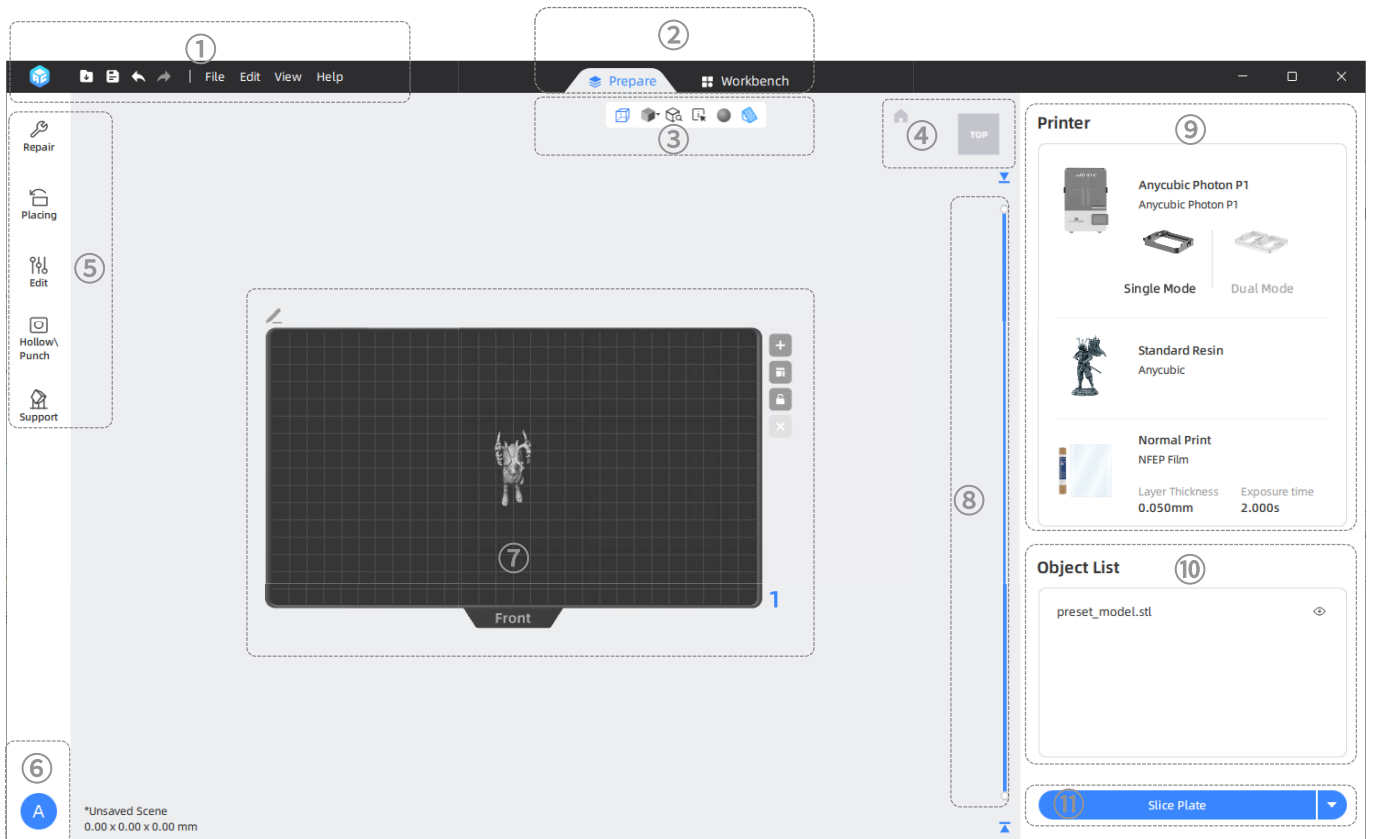 ①
②
File Edit View Help
Prepare
Workbench
③
④
TOP
Repair
Placing
⑤
Edit
Hollow\
Punch
Support
⑥
A
*Unsaved Scene
0.00 x 0.00 x 0.00 mm
⑦
1
Front
⑧
Printer
⑨
Anycubic Photon P1
Anycubic Photon P1
Single Mode
Dual Mode
Standard Resin
Anycubic
Normal Print
NFEP Film
Layer Thickness Exposure time
0.050mm 2.000s
Object List
⑩
preset_model.stl
⑪
Slice Plate